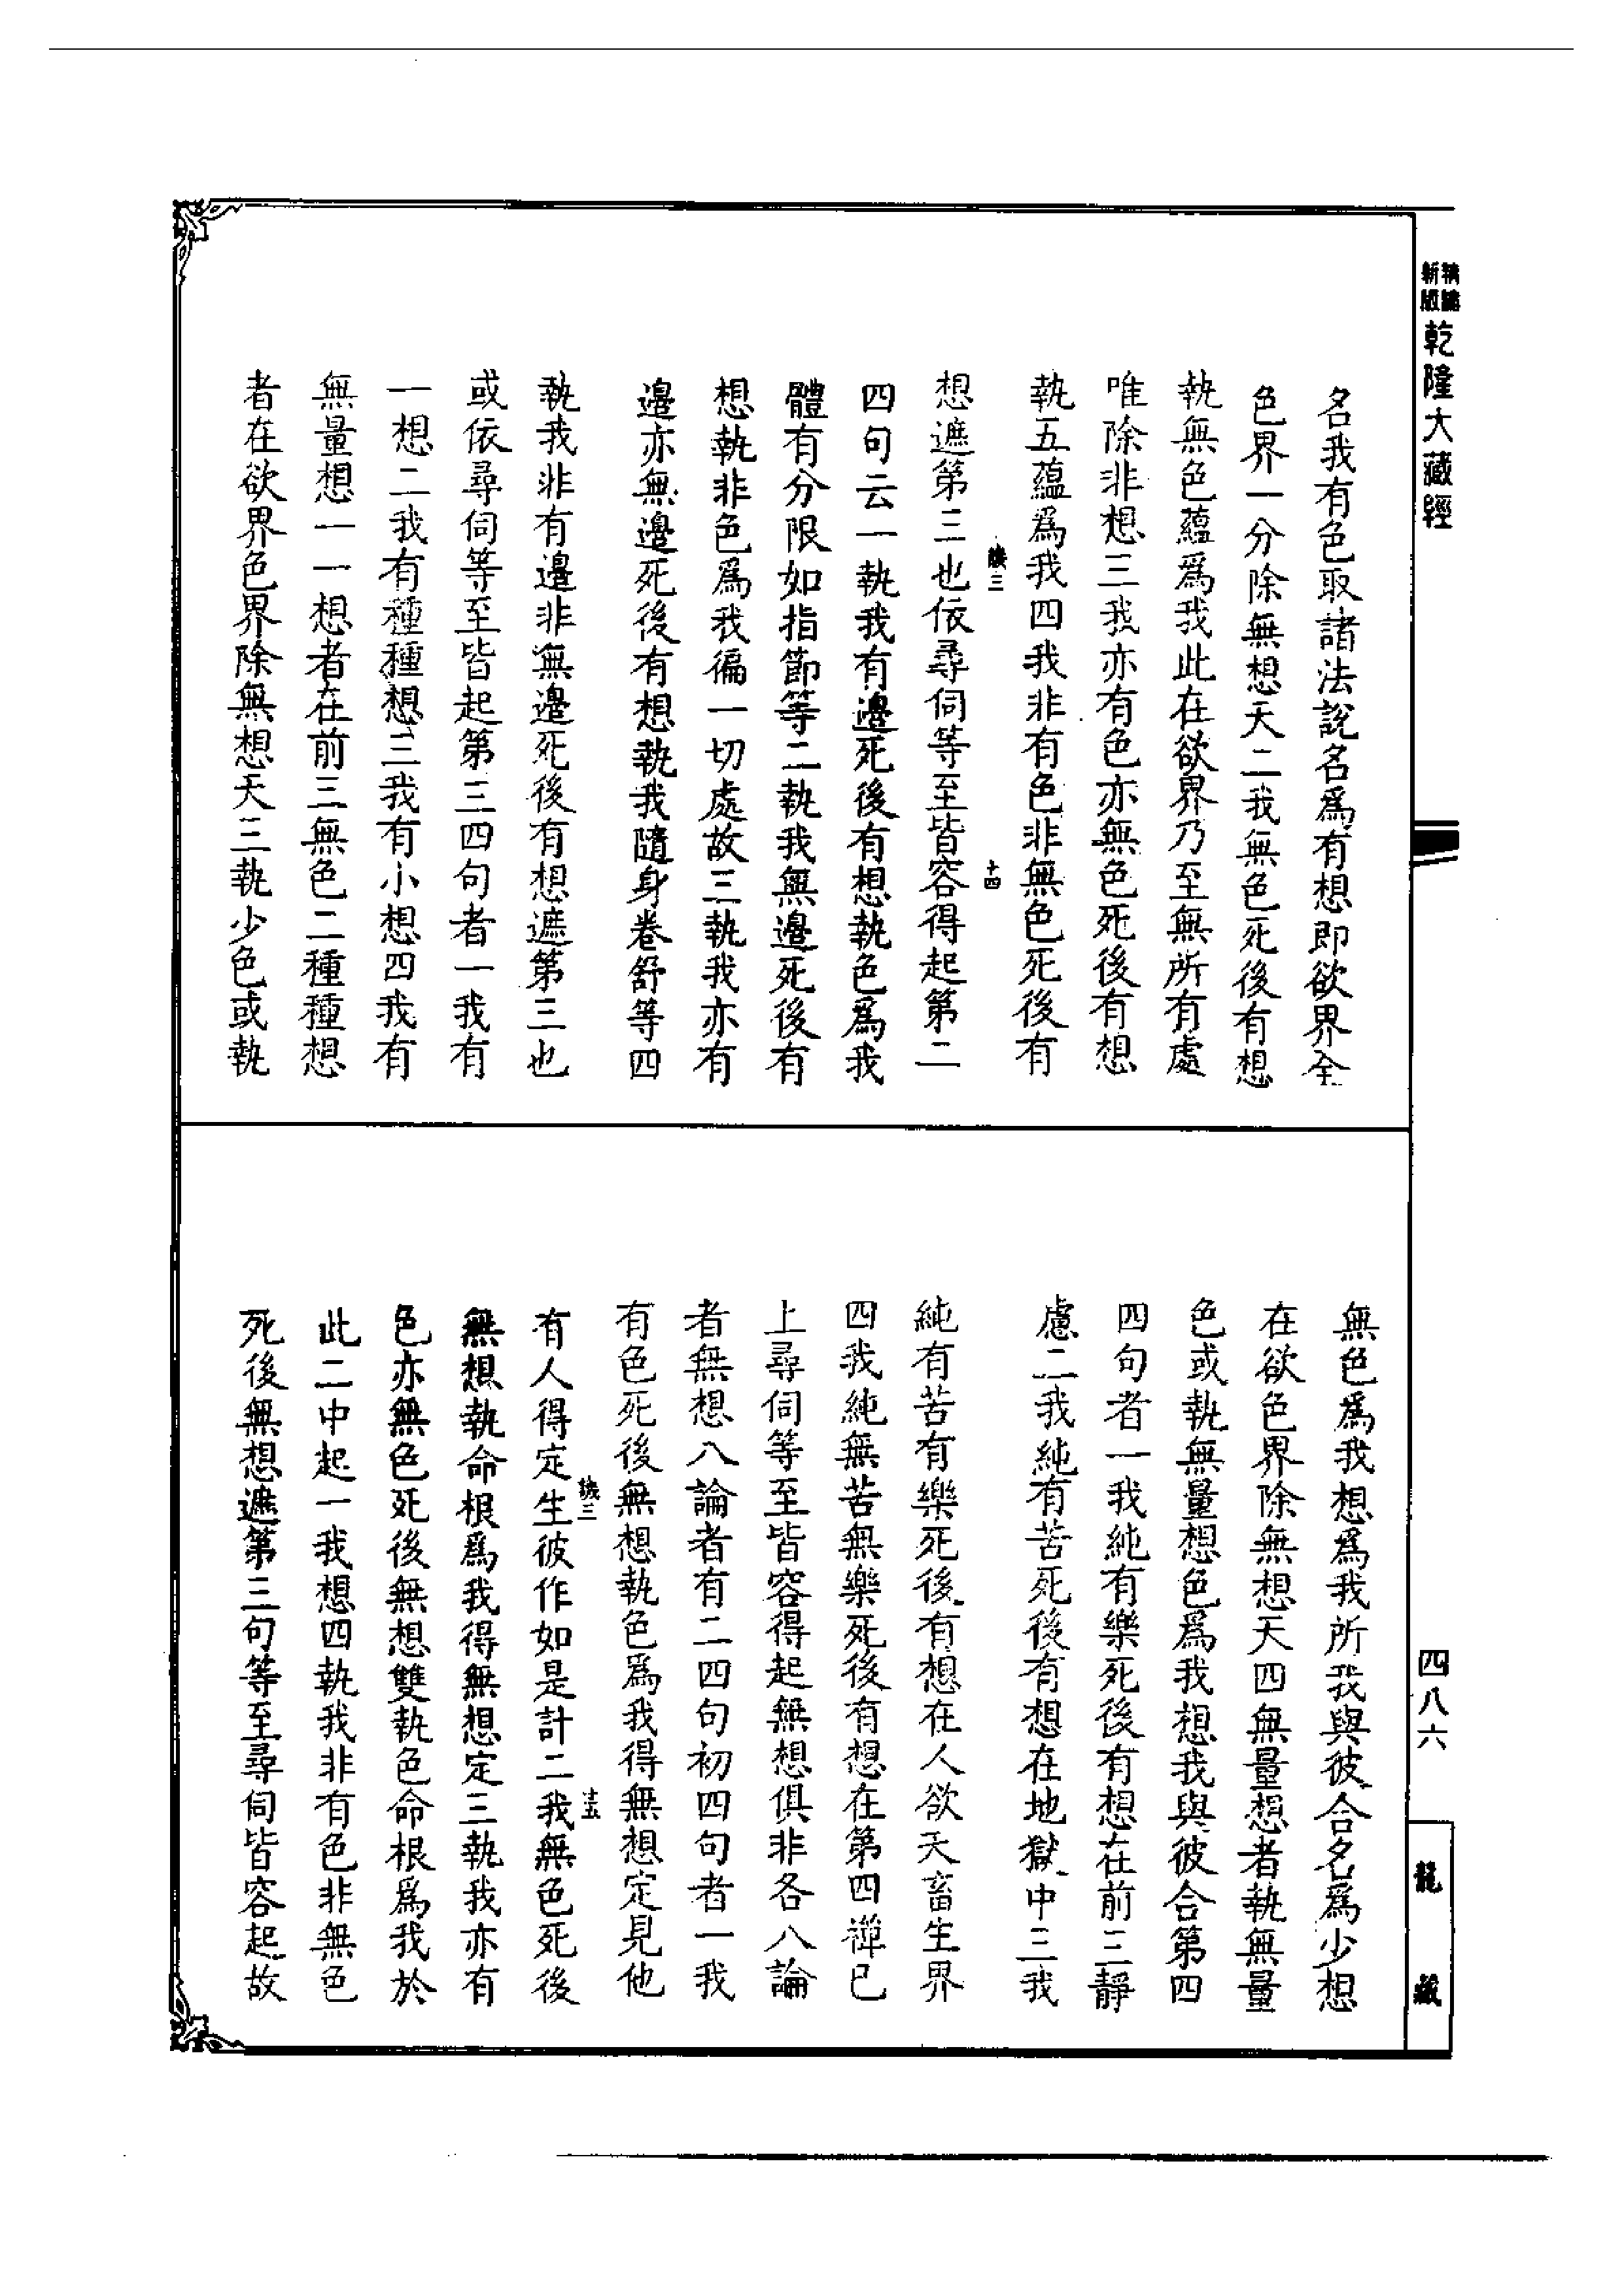 精編新版
乾隆大藏經
名我有色取諸法說名爲有想即欲界全
色界一分除無想天二我無色死後有想
執無色蘊爲我此在欲界乃至無所有處
唯除非想三我亦有色亦無色死後有想
執五蘊爲我四我非有色非無色死後有
想遮第三也依尋伺等至皆容得起第二
四句云一執我有邊死後有想執色爲我
體有分限如指節等二執我無邊死後有
想執非色爲我徧一切處故三執我亦有
邊亦無邊死後有想執我隨身卷舒等四
執我非有邊非無邊死後有想遮第三也
或依尋伺等至皆起第三四句者一我有
一想二我有種種想三我有小想四我有
無量想一一想者在前三無色二種種想
者在欲界色界除無想天三執少色或執
無色爲我想爲我所我與彼合名爲少想
在欲色界除無想天四無量想者執無量
色或執無量想色爲我想我與彼合第四
四句者一我純有樂死後有想在前三靜
慮二我純有苦死後有想在地獄中三我
純有苦有樂死後有想在人欲天畜生界
四我純無苦無樂死後有想在第四禪已
上尋伺等至皆容得起無想俱非各八論
者無想八論者有二四句初四句者一我
有色死後無想執色爲我得無想定見他
有人得定生彼作如是計二我無色死後
無想執命根爲我得無想定三執我亦有
色亦無色死後無想雙執色命根爲我於
此二中起一我想四執我非有色非無色
死後無想遮第三句等至尋伺皆容起故
四八六
龍藏